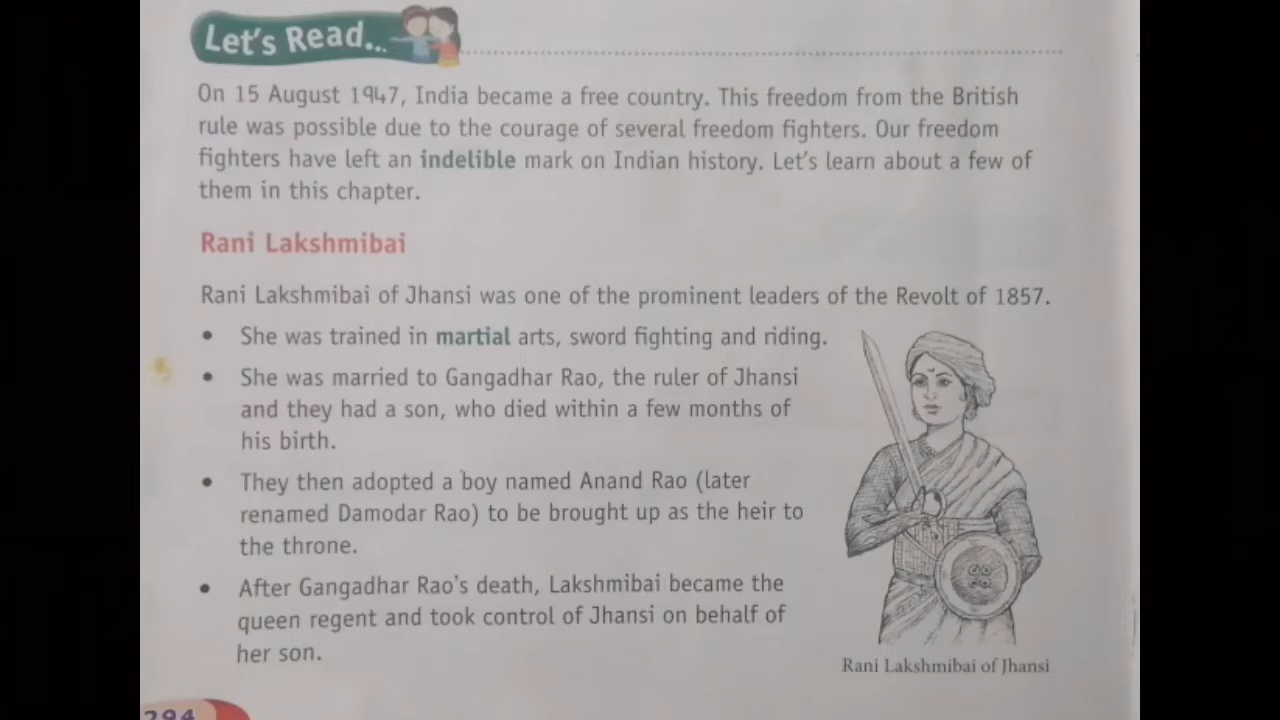 Let's Read...
On 15 August 1947, India became a free country. This freedom from the British
rule was possible due to the courage of several freedom fighters. Our freedom
fighters have left an indelible mark on Indian history. Let's learn about a few of
them in this chapter.
Rani Lakshmibai
Rani Lakshmibai of Jhansi was one of the prominent leaders of the Revolt of 1857.
• She was trained in martial arts, sword fighting and riding.
• She was married to Gangadhar Rao, the ruler of Jhansi
and they had a son, who died within a few months of
his birth.
• They then adopted a boy named Anand Rao (later
renamed Damodar Rao) to be brought up as the heir to
the throne.
• After Gangadhar Rao's death, Lakshmibai became the
queen regent and took control of Jhansi on behalf of
her son.
Rani Lakshmibai of Jhansi
294